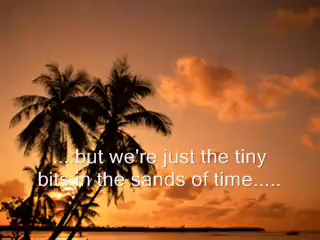 ....but we're just the tiny
bits in the sands of time.....